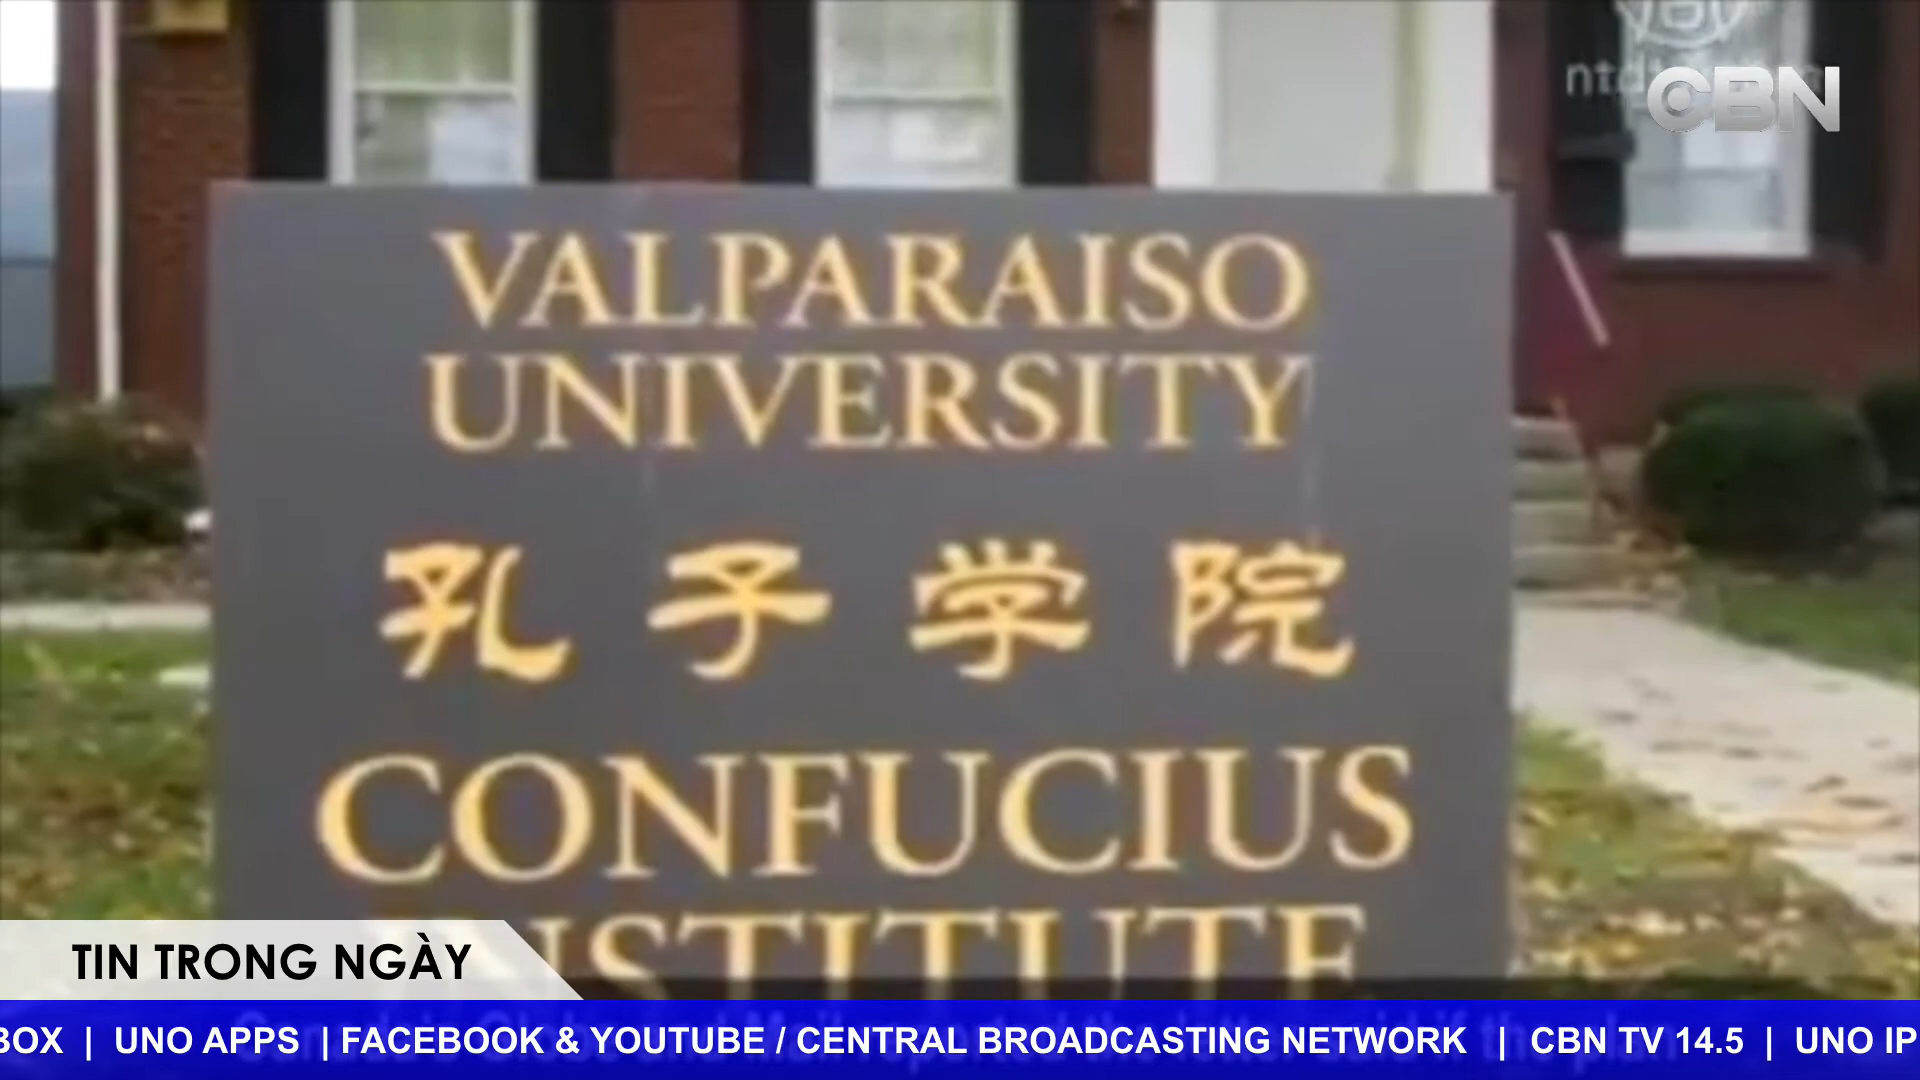 CBN
VALPARAISO
UNIVERSITY
孔子学院
CONFUCIUS
INSTITUTE
TIN TRONG NGÀY
BOX | UNO APPS | FACEBOOK & YOUTUBE / CENTRAL BROADCASTING NETWORK | CBN TV 14.5 | UNO IP